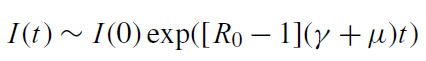 I(t) ∼ I(0) exp([R₀ − 1](γ + μ)t)